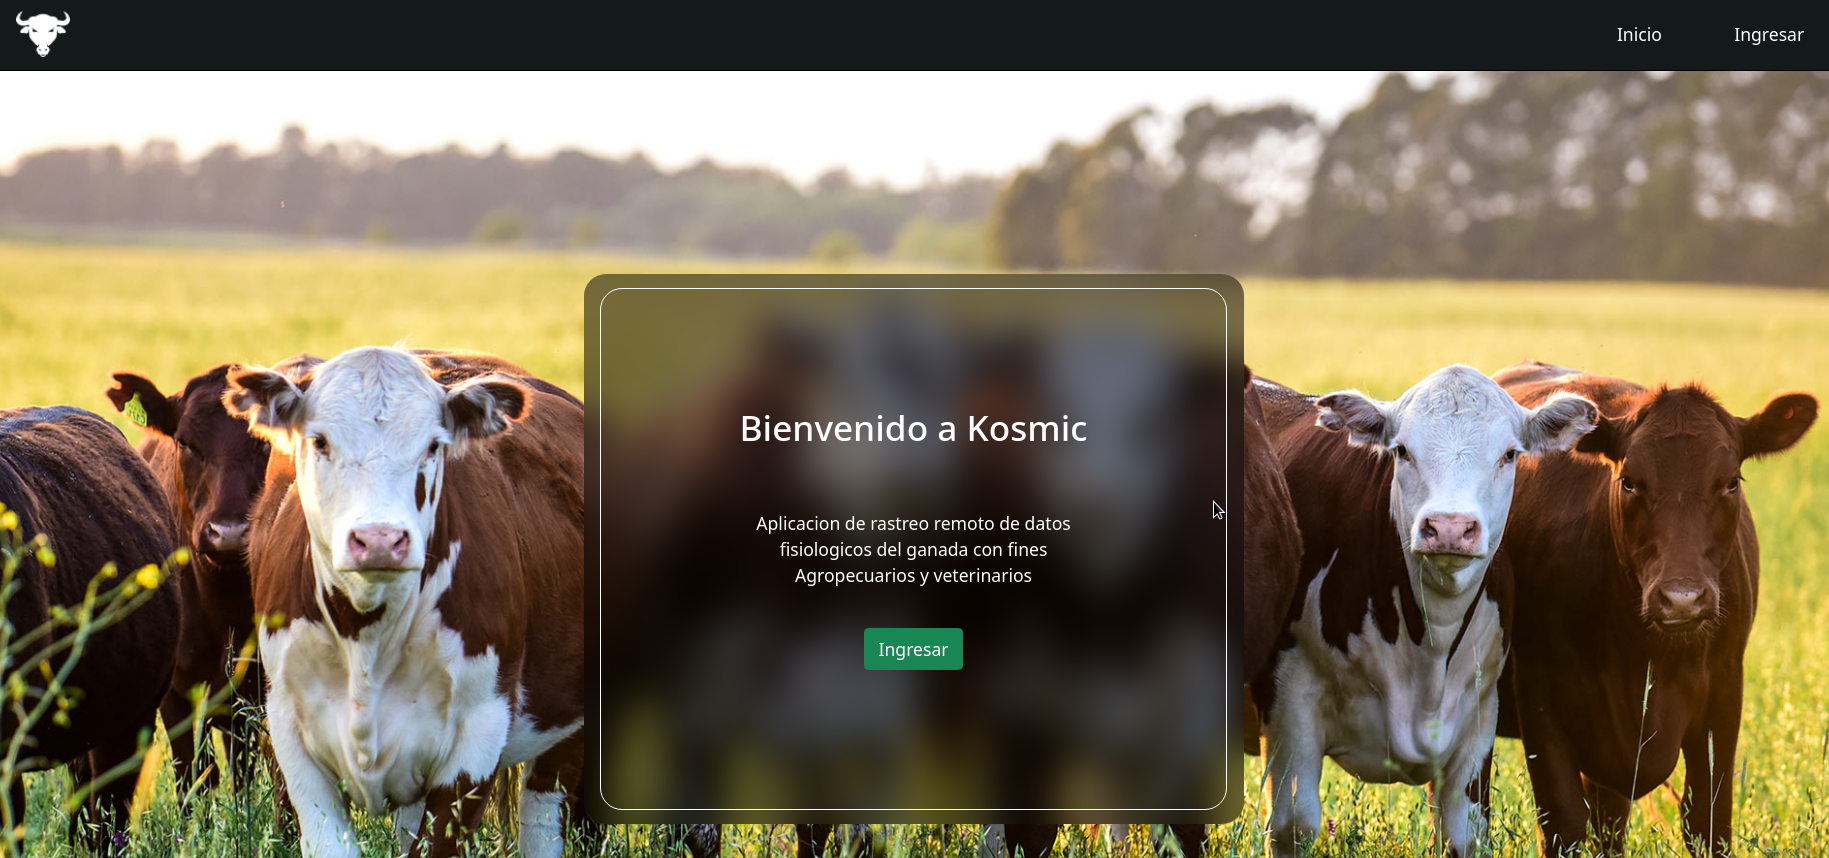 Inicio
Ingresar
Bienvenido a Kosmic
Aplicacion de rastreo remoto de datos
fisiologicos del ganada con fines
Agropecuarios y veterinarios
Ingresar